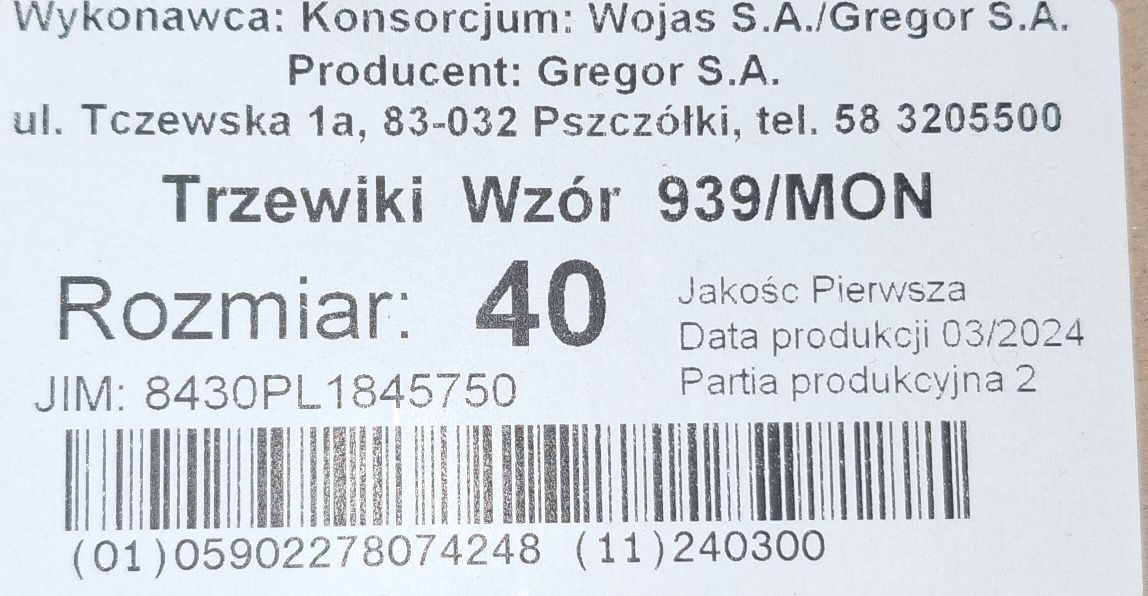 Wykonawca: Konsorcjum: Wojas S.A./Gregor S.A.
Producent: Gregor S.A.
ul. Tczewska 1a, 83-032 Pszczółki, tel. 58 3205500
Trzewiki Wzór 939/MON
Rozmiar: 40
Jakośc Pierwsza
Data produkcji 03/2024
Partia produkcyjna 2
JIM: 8430PL1845750
(01)05902278074248 (11)240300